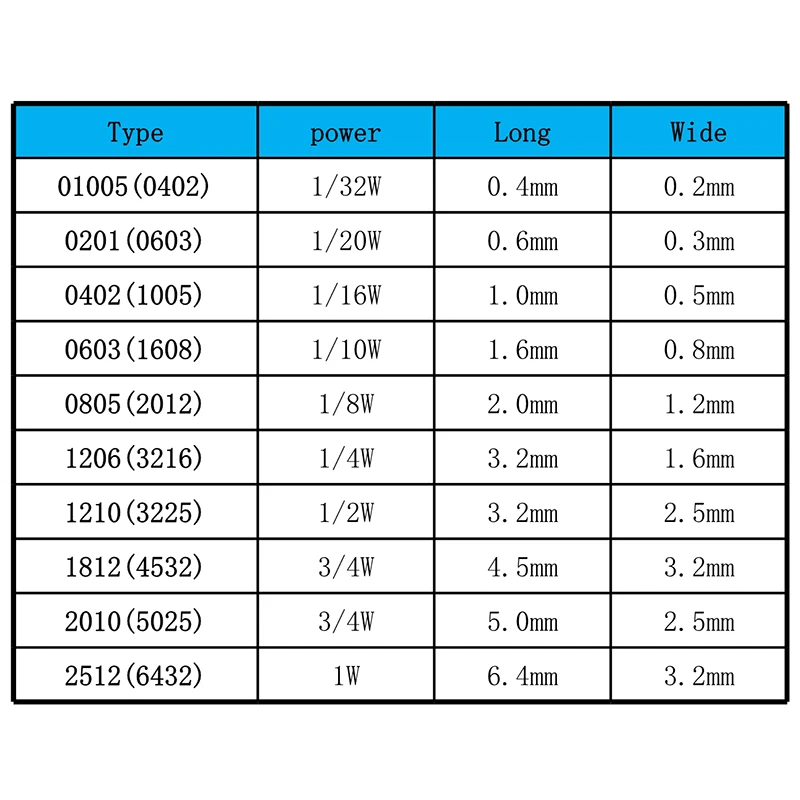 Type power Long Wide
01005(0402) 1/32W 0.4mm 0.2mm
0201(0603) 1/20W 0.6mm 0.3mm
0402(1005) 1/16W 1.0mm 0.5mm
0603(1608) 1/10W 1.6mm 0.8mm
0805(2012) 1/8W 2.0mm 1.2mm
1206(3216) 1/4W 3.2mm 1.6mm
1210(3225) 1/2W 3.2mm 2.5mm
1812(4532) 3/4W 4.5mm 3.2mm
2010(5025) 3/4W 5.0mm 2.5mm
2512(6432) 1W 6.4mm 3.2mm